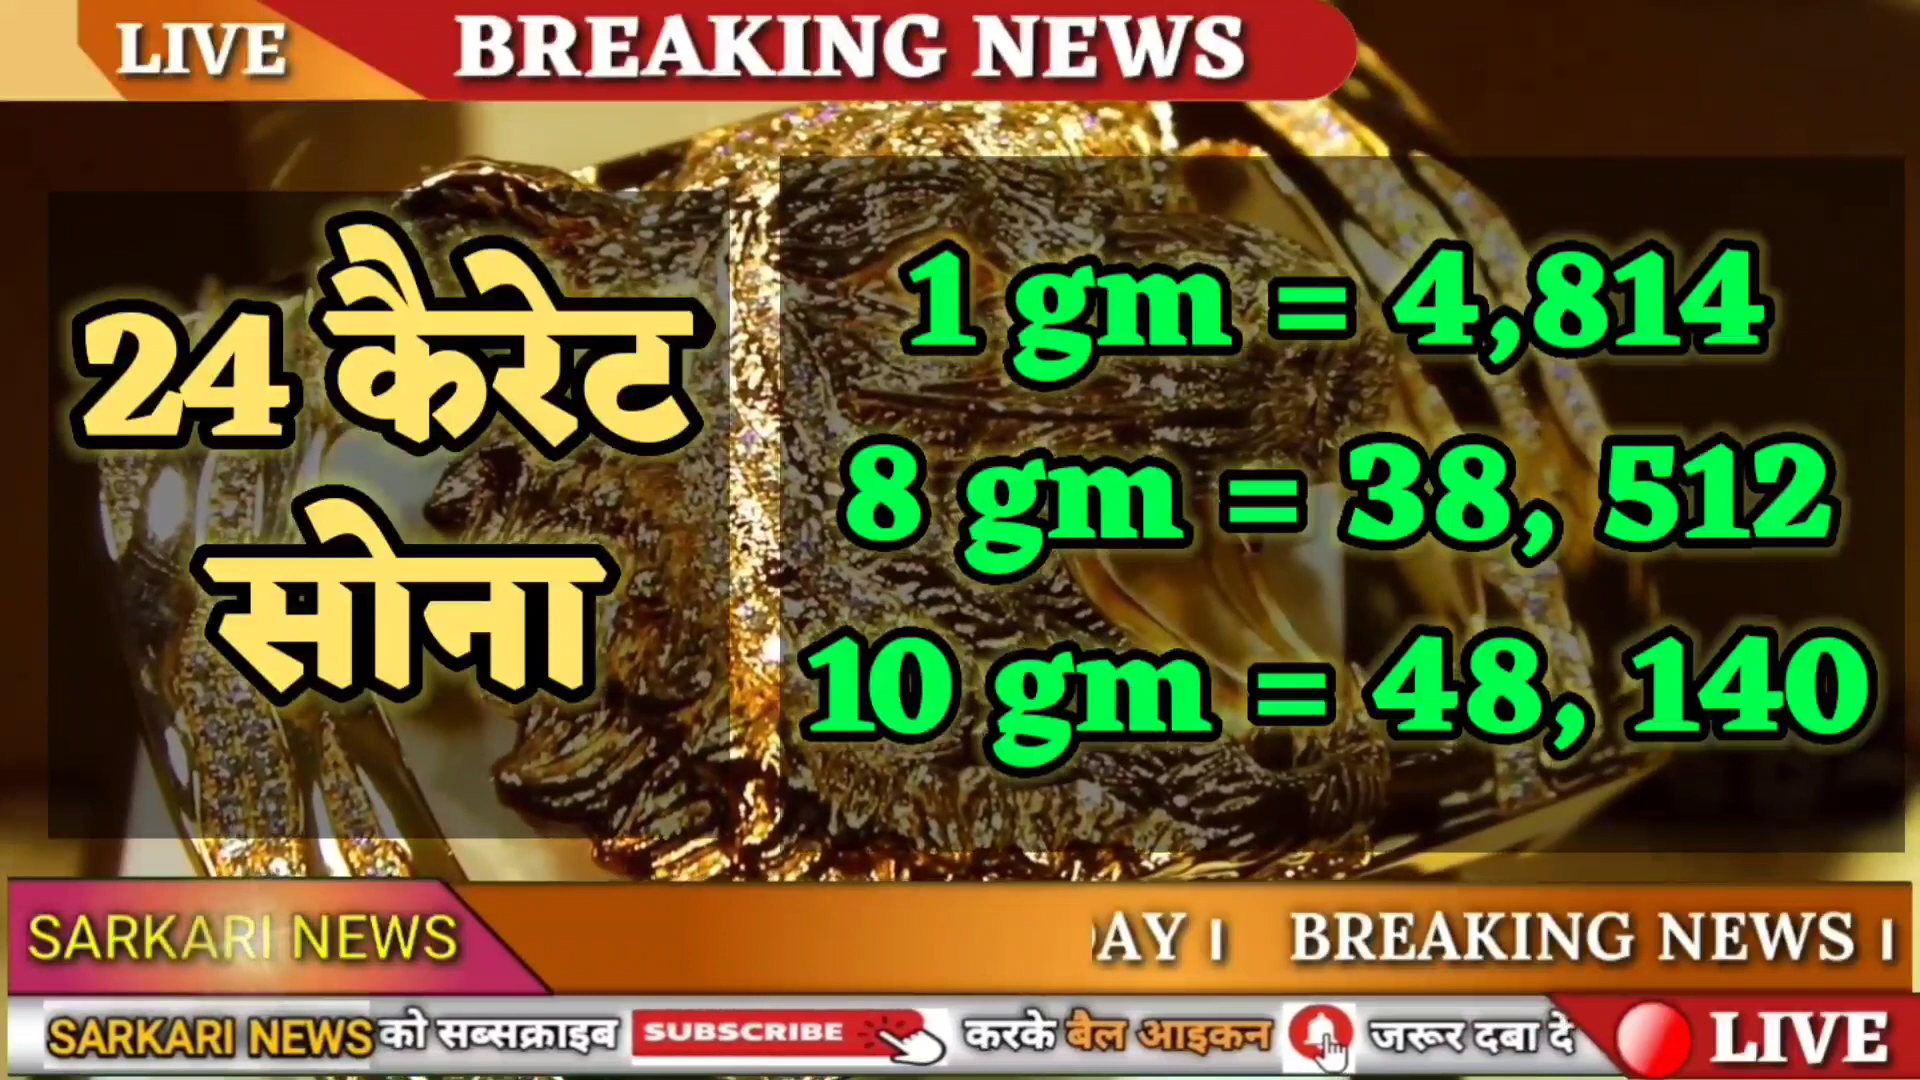 LIVE BREAKING NEWS
24 कैरेट
सोना
1 gm = 4,814
8 gm = 38, 512
10 gm = 48, 140
SARKARI NEWS
AY । BREAKING NEWS ।
SARKARI NEWS को सब्सक्राइब SUBSCRIBE करके बैल आइकन जरूर दबा दें LIVE